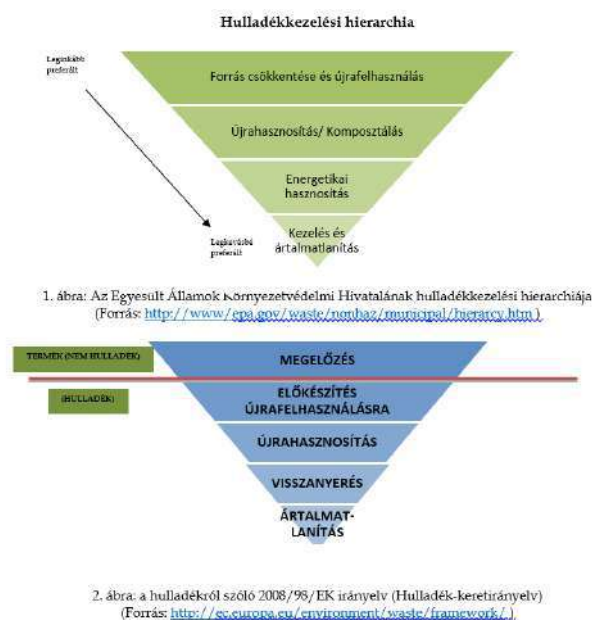 Hulladékkezelési hierarchia
Leginkább
preferált
Forrás csökkentése és újrafelhasználás
Újrahasznosítás/ Komposztálás
Energetikai
hasznosítás
Kezelés és
ártalmatlanítás
Legkevésbé
preferált
1. ábra: Az Egyesült Államok Környezetvédelmi Hivatalának hulladékkezelési hierarchiája
(Forrás: http://www/epa.gov/waste/nonhaz/municipal/hierarcy.htm )
TERMÉK (NEM HULLADÉK)
MEGELŐZÉS
(HULLADÉK)
ELŐKÉSZÍTÉS
ÚJRAFELHASZNÁLÁSRA
ÚJRAHASZNOSÍTÁS
VISSZANYERÉS
ÁRTALMAT-
LANÍTÁS
2. ábra: a hulladékról szóló 2008/98/EK irányelv (Hulladék-keretirányelv)
(Forrás: http://ec.europa.eu/environment/waste/framework/ )